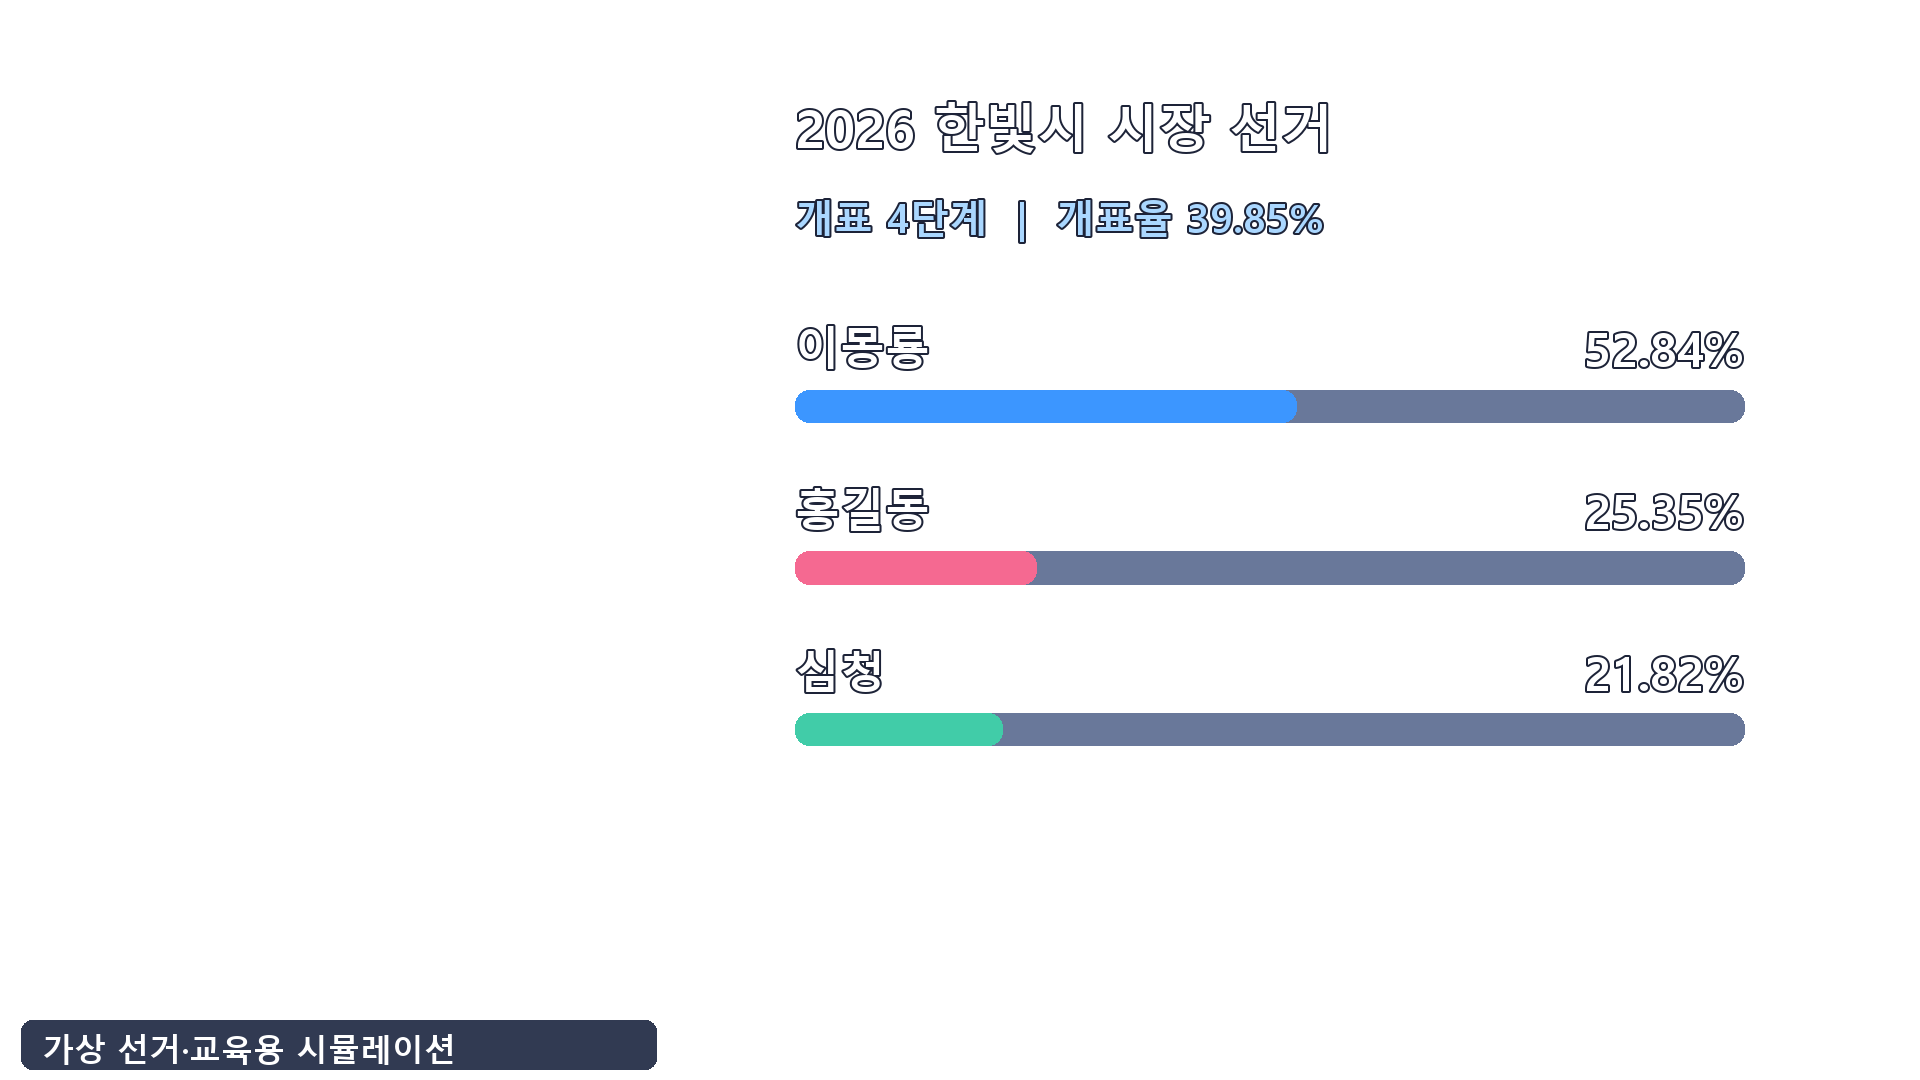 2026 한빛시 시장 선거
개표 4단계 | 개표율 39.85%
이몽룡 52.84%
홍길동 25.35%
심청 21.82%
가상 선거·교육용 시뮬레이션